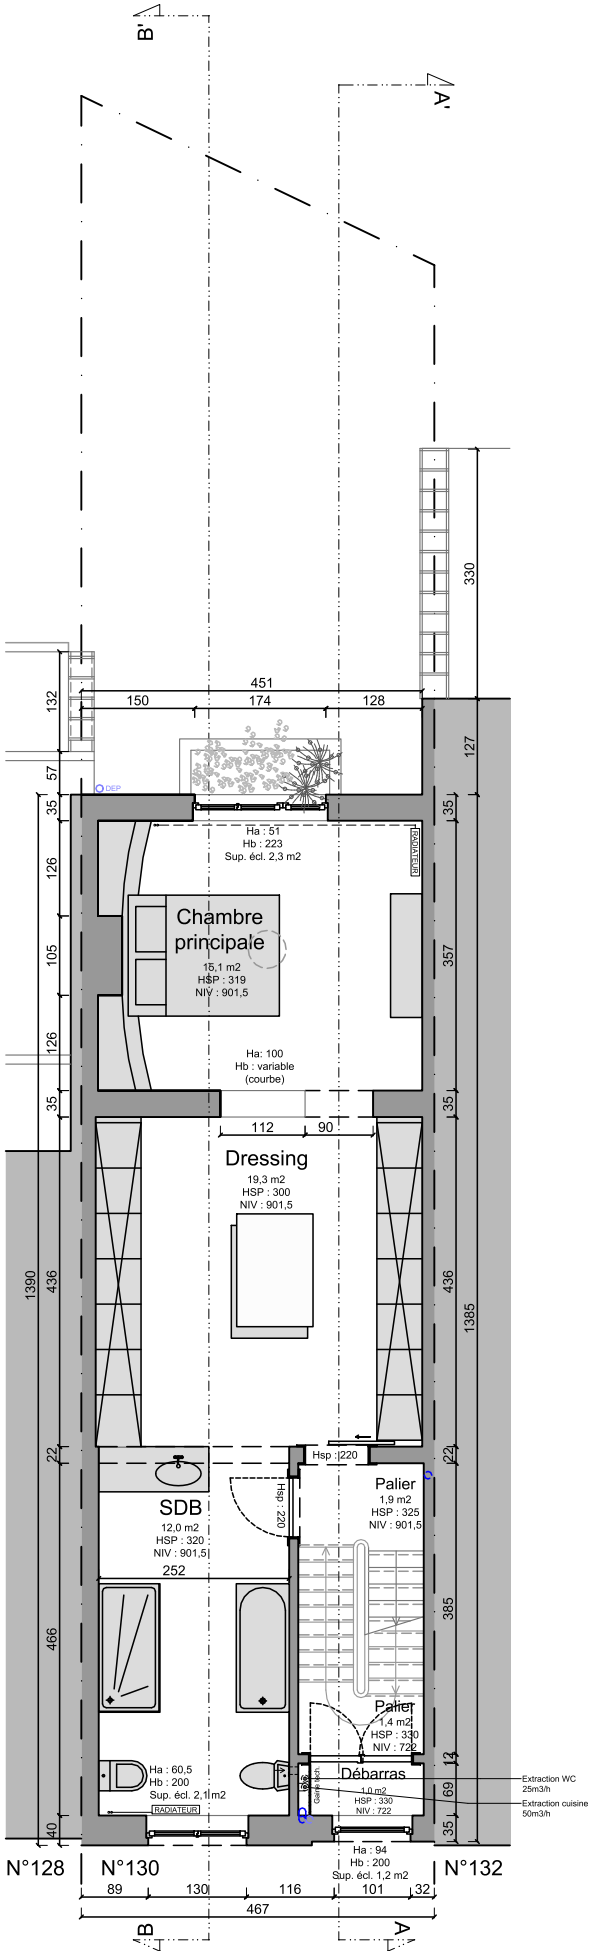 B'
A'
330
132
451
150
174
128
127
57
DEP
35
35
Ha : 51
Hb : 223
Sup. écl. 2,3 m2
RADIATEUR
126
Chambre
principale
15,1 m2
HSP : 319
NIV : 901,5
105
357
126
Ha: 100
Hb : variable
(courbe)
35
35
112
90
Dressing
19,3 m2
HSP : 300
NIV : 901,5
1390
436
436
1385
22
Hsp : 220
22
SDB
12,0 m2
HSP : 320
NIV : 901,5
Hsp : 220
Palier
1,9 m2
HSP : 325
NIV : 901,5
252
466
385
Palier
1,4 m2
HSP : 330
NIV : 722
12
Ha : 60,5
Hb : 200
Sup. écl. 2,1 m2
RADIATEUR
Gaine tech.
Débarras
1,0 m2
HSP : 330
NIV : 722
69
Extraction WC
25m3/h
Extraction cuisine
50m3/h
40
35
Ha : 94
Hb : 200
Sup. écl. 1,2 m2
N°128
N°130
N°132
89
130
116
101
32
467
B
A